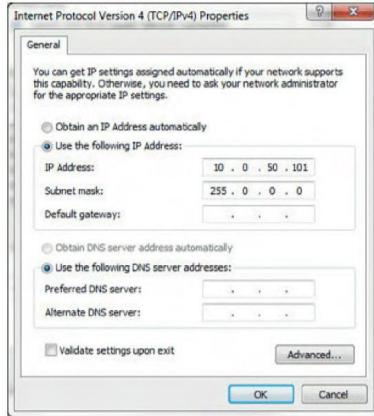 Internet Protocol Version 4 (TCP/IPv4) Properties
General
You can get IP settings assigned automatically if your network supports
this capability. Otherwise, you need to ask your network administrator
for the appropriate IP settings.
Obtain an IP Address automatically
Use the following IP Address:
IP Address: 10 . 0 . 50 . 101
Subnet mask: 255 . 0 . 0 . 0
Default gateway: . . .
Obtain DNS server address automatically
Use the following DNS server addresses:
Preferred DNS server: . . .
Alternate DNS server: . . .
Validate settings upon exit
Advanced...
OK Cancel